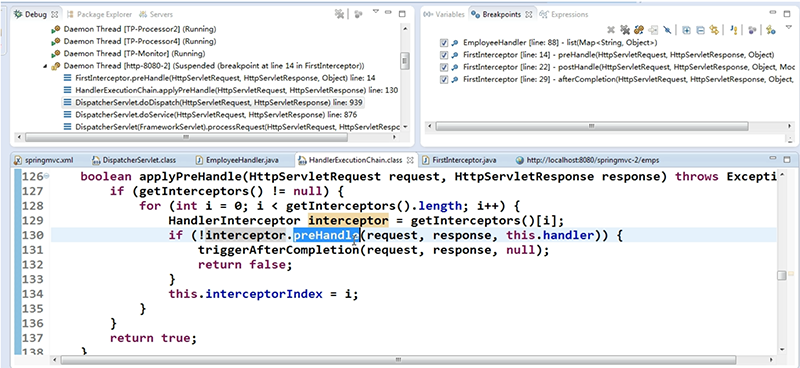 Debug Package Explorer Servers
Daemon Thread [TP-Processor2] (Running)
Daemon Thread [TP-Processor4] (Running)
Daemon Thread [TP-Monitor] (Running)
Daemon Thread [http-8080-2] (Suspended (breakpoint at line 14 in FirstInterceptor))
FirstInterceptor.preHandle(HttpServletRequest, HttpServletResponse, Object) line: 14
HandlerExecutionChain.applyPreHandle(HttpServletRequest, HttpServletResponse) line: 130
DispatcherServlet.doDispatch(HttpServletRequest, HttpServletResponse) line: 939
DispatcherServlet.doService(HttpServletRequest, HttpServletResponse) line: 876
DispatcherServlet(FrameworkServlet).processRequest(HttpServletRequest, HttpServletRespo
Variables Breakpoints Expressions
EmployeeHandler [line: 88] - list(Map<String, Object>)
FirstInterceptor [line: 14] - preHandle(HttpServletRequest, HttpServletResponse, Object)
FirstInterceptor [line: 22] - postHandle(HttpServletRequest, HttpServletResponse, Object, Moc
FirstInterceptor [line: 29] - afterCompletion(HttpServletRequest, HttpServletResponse, Object,
springmvc.xml DispatcherServlet.class EmployeeHandler.java HandlerExecutionChain.class FirstInterceptor.java http://localhost:8080/springmvc-2/emps
126 boolean applyPreHandle(HttpServletRequest request, HttpServletResponse response) throws Excepti
127 if (getInterceptors() != null) {
128 for (int i = 0; i < getInterceptors().length; i++) {
129 HandlerInterceptor interceptor = getInterceptors()[i];
130 if (!interceptor.preHandle(request, response, this.handler)) {
131 triggerAfterCompletion(request, response, null);
132 return false;
133 }
134 this.interceptorIndex = i;
135 }
136 }
137 return true;
138 }